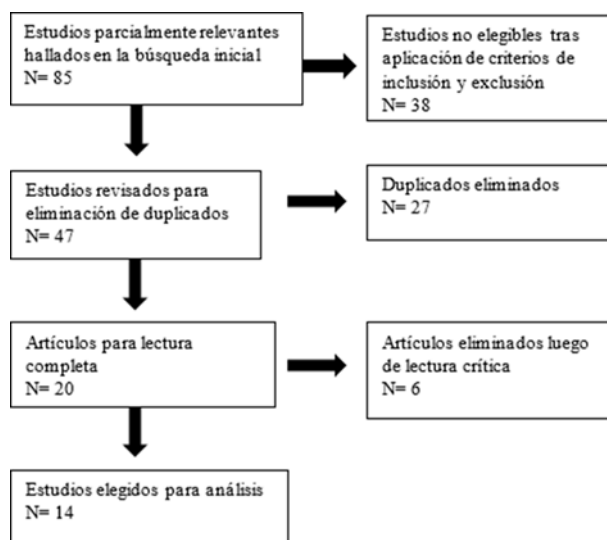 Estudios parcialmente relevantes
hallados en la búsqueda inicial
N= 85
Estudios no elegibles tras
aplicación de criterios de
inclusión y exclusión
N= 38
Estudios revisados para
eliminación de duplicados
N= 47
Duplicados eliminados
N= 27
Artículos para lectura
completa
N= 20
Artículos eliminados luego
de lectura crítica
N= 6
Estudios elegidos para análisis
N= 14